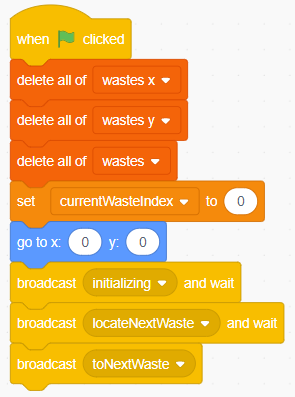 when clicked
delete all of wastes x
delete all of wastes y
delete all of wastes
set currentWasteIndex to 0
go to x: 0 y: 0
broadcast initializing and wait
broadcast locateNextWaste and wait
broadcast toNextWaste